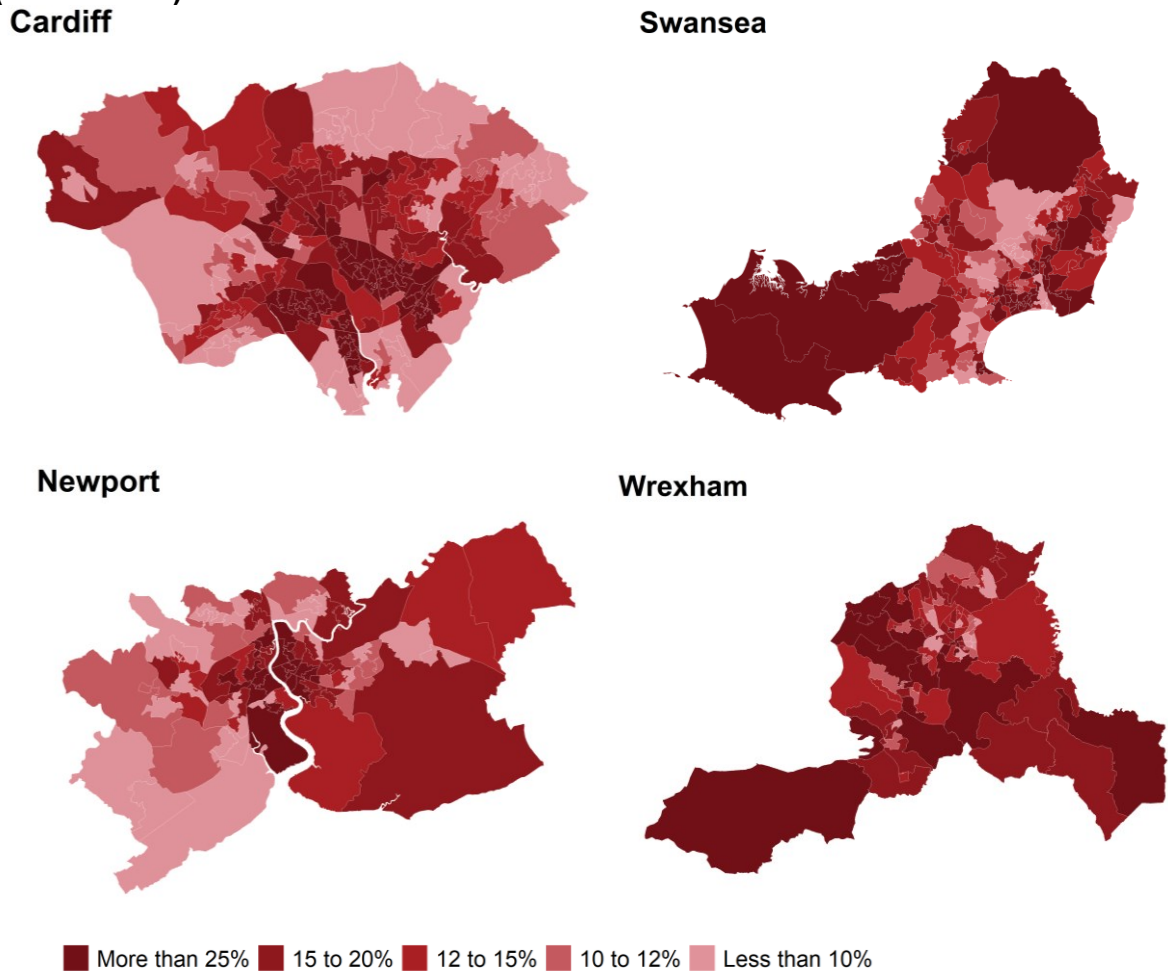 Cardiff
Swansea
Newport
Wrexham
More than 25% 15 to 20% 12 to 15% 10 to 12% Less than 10%